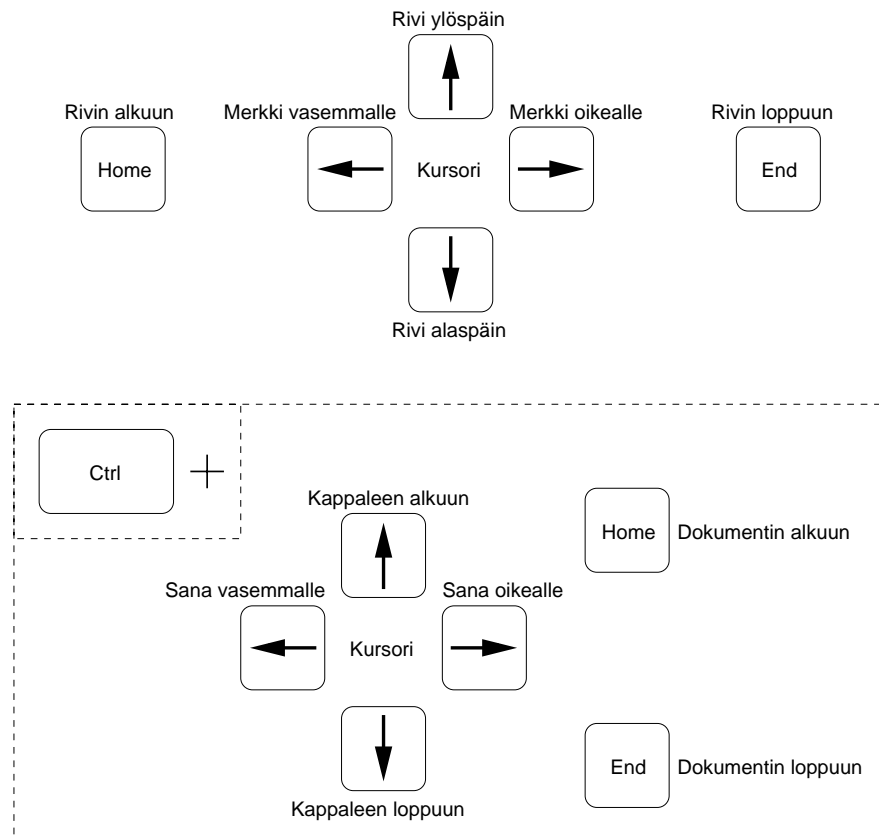 Rivi ylöspäin
Rivin alkuun
Merkki vasemmalle
Merkki oikealle
Rivin loppuun
Home
Kursori
End
Rivi alaspäin
Ctrl
+
Kappaleen alkuun
Home
Dokumentin alkuun
Sana vasemmalle
Sana oikealle
Kursori
End
Dokumentin loppuun
Kappaleen loppuun